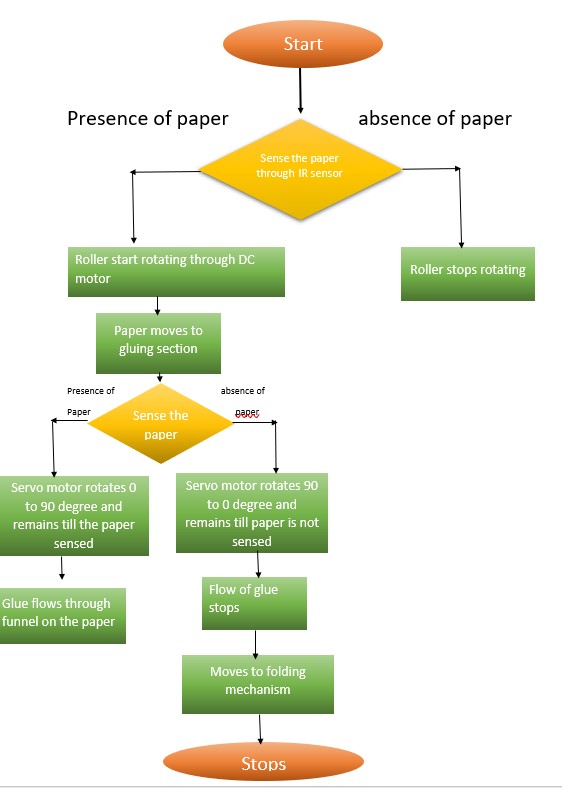 Start
Presence of paper
absence of paper
Sense the paper
through IR sensor
Roller start rotating through DC
motor
Roller stops rotating
Paper moves to
gluing section
Presence of
Paper
absence of
paper
Sense the
paper
Servo motor rotates 0
to 90 degree and
remains till the paper
sensed
Servo motor rotates 90
to 0 degree and
remains till paper is not
sensed
Glue flows through
funnel on the paper
Flow of glue
stops
Moves to folding
mechanism
Stops